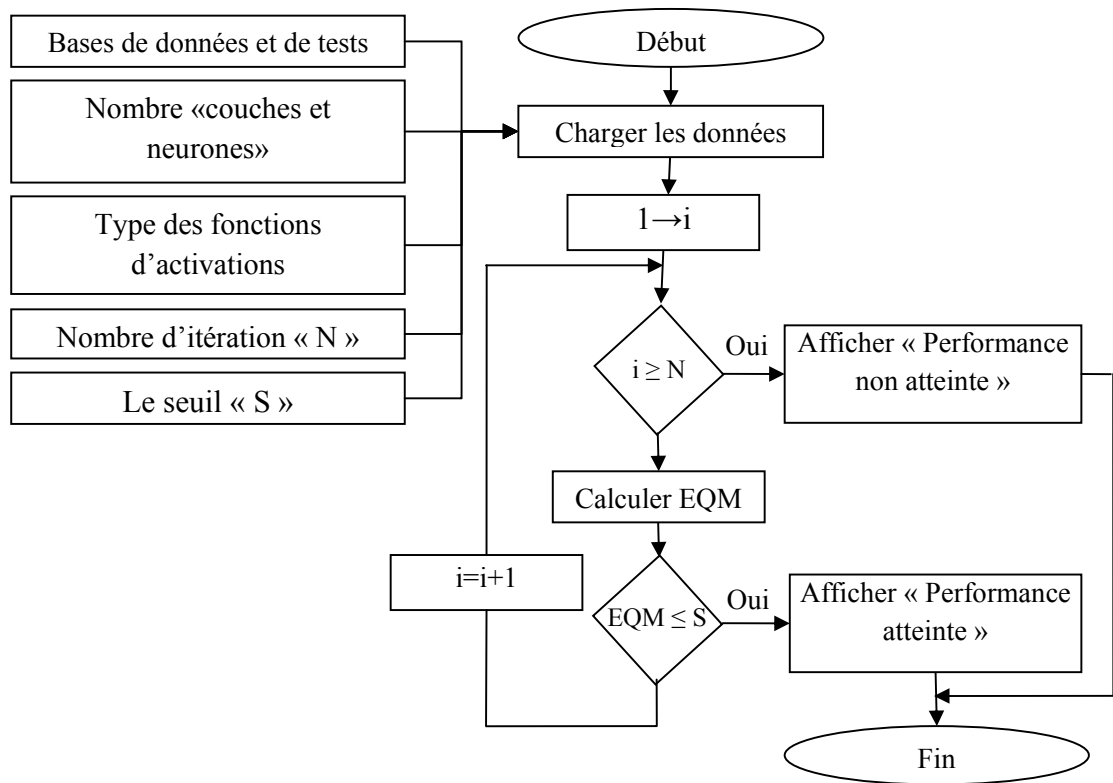 Bases de données et de tests
Nombre «couches et
neurones»
Type des fonctions
d’activations
Nombre d’itération « N »
Le seuil « S »
Début
Charger les données
1→i
i ≥ N
Oui
Afficher « Performance
non atteinte »
Calculer EQM
i=i+1
EQM ≤ S
Oui
Afficher « Performance
atteinte »
Fin